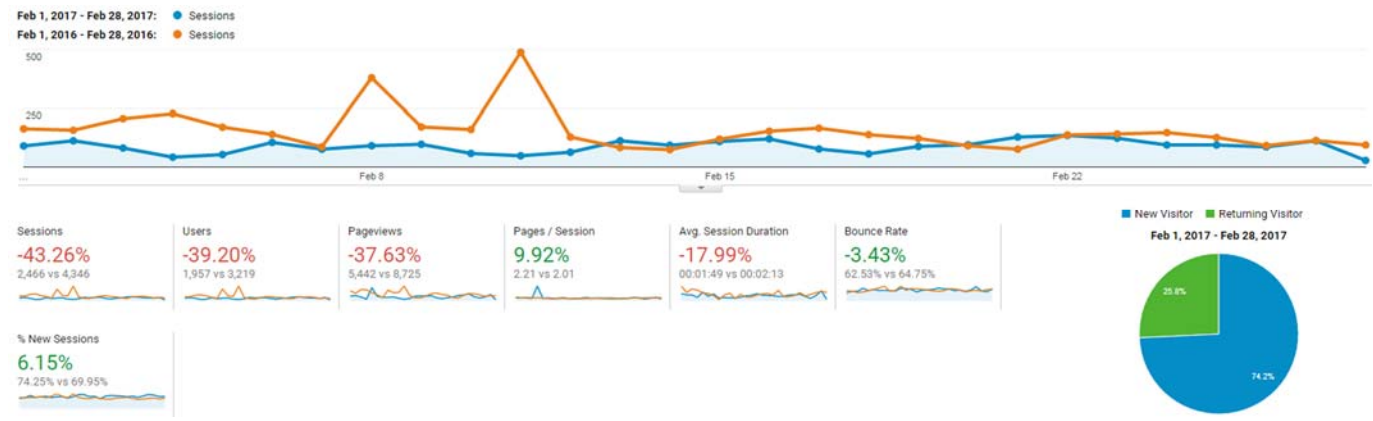 Feb 1, 2017 - Feb 28, 2017: Sessions
Feb 1, 2016 - Feb 28, 2016: Sessions
500
250
... Feb 8 Feb 15 Feb 22
New Visitor Returning Visitor
Feb 1, 2017 - Feb 28, 2017
25.8%
74.2%
Sessions
-43.26%
2,466 vs 4,346
Users
-39.20%
1,957 vs 3,219
Pageviews
-37.63%
5,442 vs 8,725
Pages / Session
9.92%
2.21 vs 2.01
Avg. Session Duration
-17.99%
00:01:49 vs 00:02:13
Bounce Rate
-3.43%
62.53% vs 64.75%
% New Sessions
6.15%
74.25% vs 69.95%